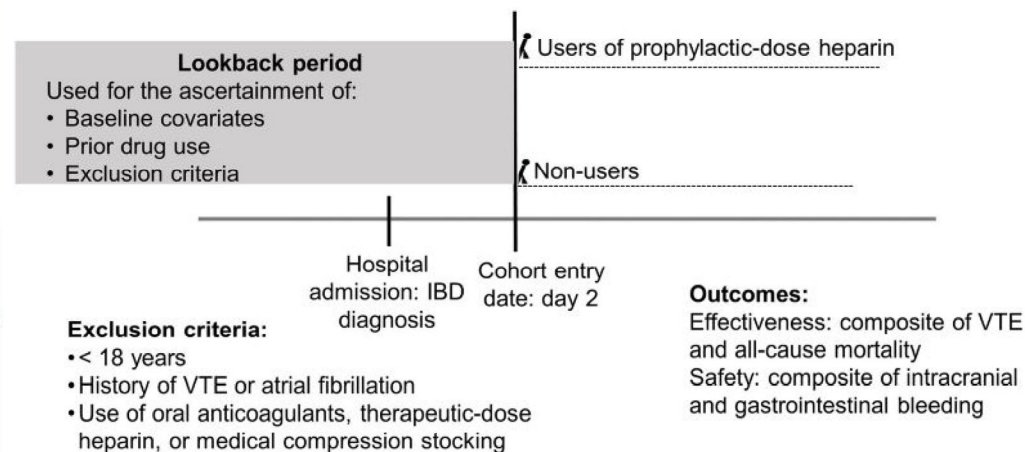 Lookback period
Used for the ascertainment of:
• Baseline covariates
• Prior drug use
• Exclusion criteria
Users of prophylactic-dose heparin
Non-users
Hospital
admission: IBD
diagnosis
Cohort entry
date: day 2
Exclusion criteria:
• < 18 years
• History of VTE or atrial fibrillation
• Use of oral anticoagulants, therapeutic-dose
heparin, or medical compression stocking
Outcomes:
Effectiveness: composite of VTE
and all-cause mortality
Safety: composite of intracranial
and gastrointestinal bleeding